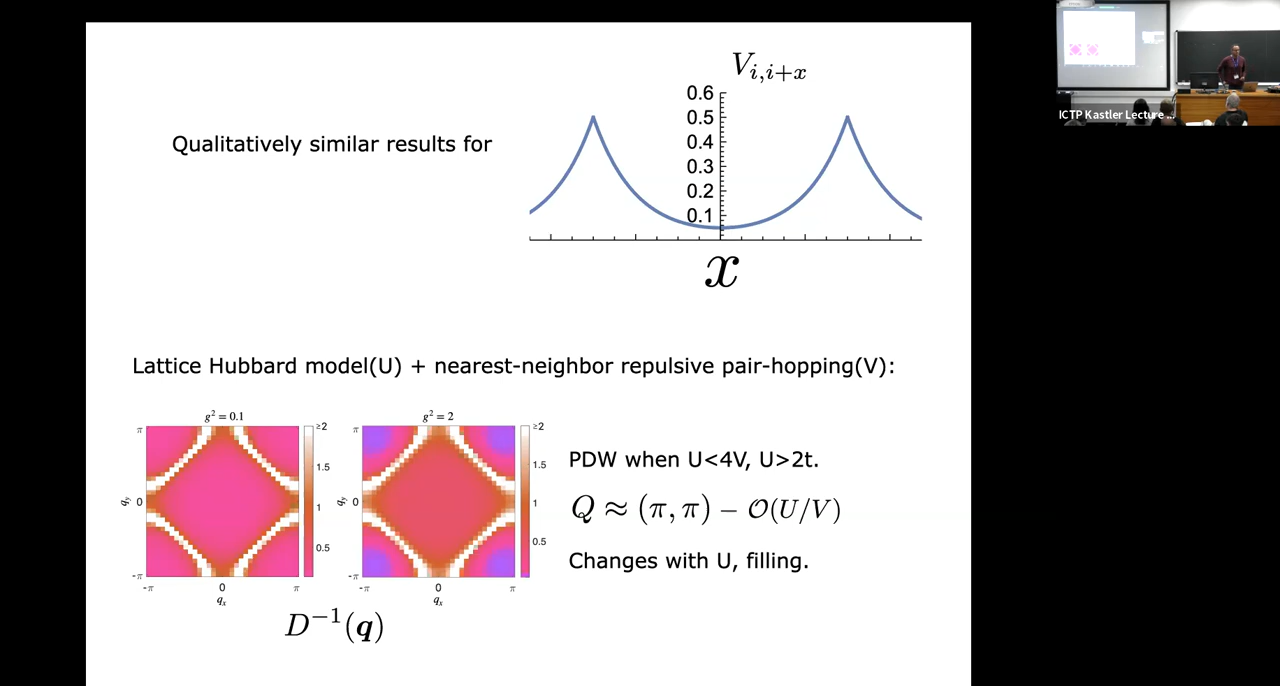 V_{i,i+x}
0.6
0.5
0.4
0.3
0.2
0.1
Qualitatively similar results for
x
ICTP Kastler Lecture ...
Lattice Hubbard model(U) + nearest-neighbor repulsive pair-hopping(V):
g² = 0.1
π
0
-π
q_y
-π 0 π
q_x
≥2
1.5
1
0.5
g² = 2
π
0
-π
q_y
-π 0 π
q_x
≥2
1.5
1
0.5
D⁻¹(q)
PDW when U<4V, U>2t.
Q ≈ (π, π) − 𝒪(U/V)
Changes with U, filling.